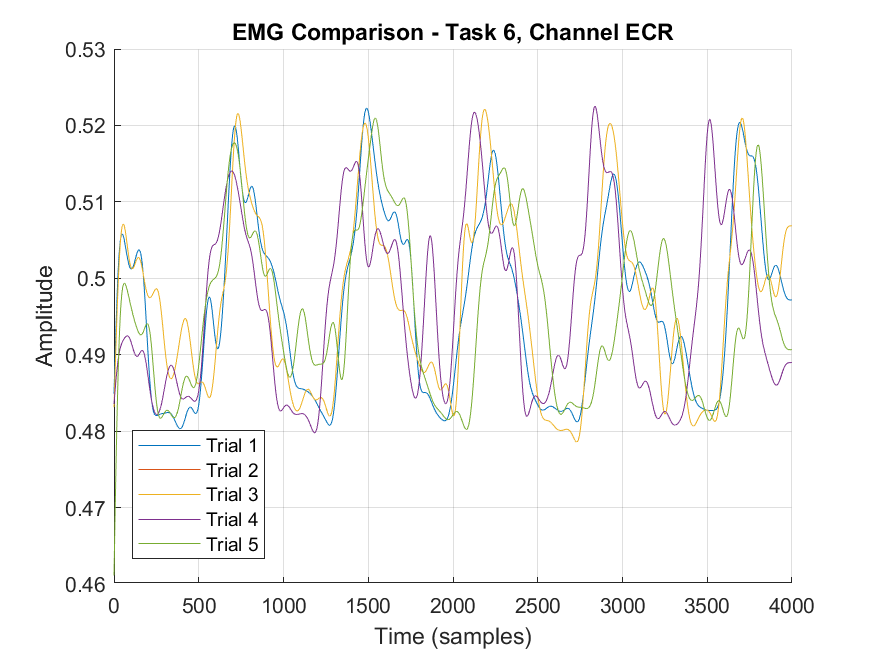 EMG Comparison - Task 6, Channel ECR
0.53
0.52
0.51
0.5
0.49
0.48
0.47
0.46
Amplitude
Trial 1
Trial 2
Trial 3
Trial 4
Trial 5
0 500 1000 1500 2000 2500 3000 3500 4000
Time (samples)